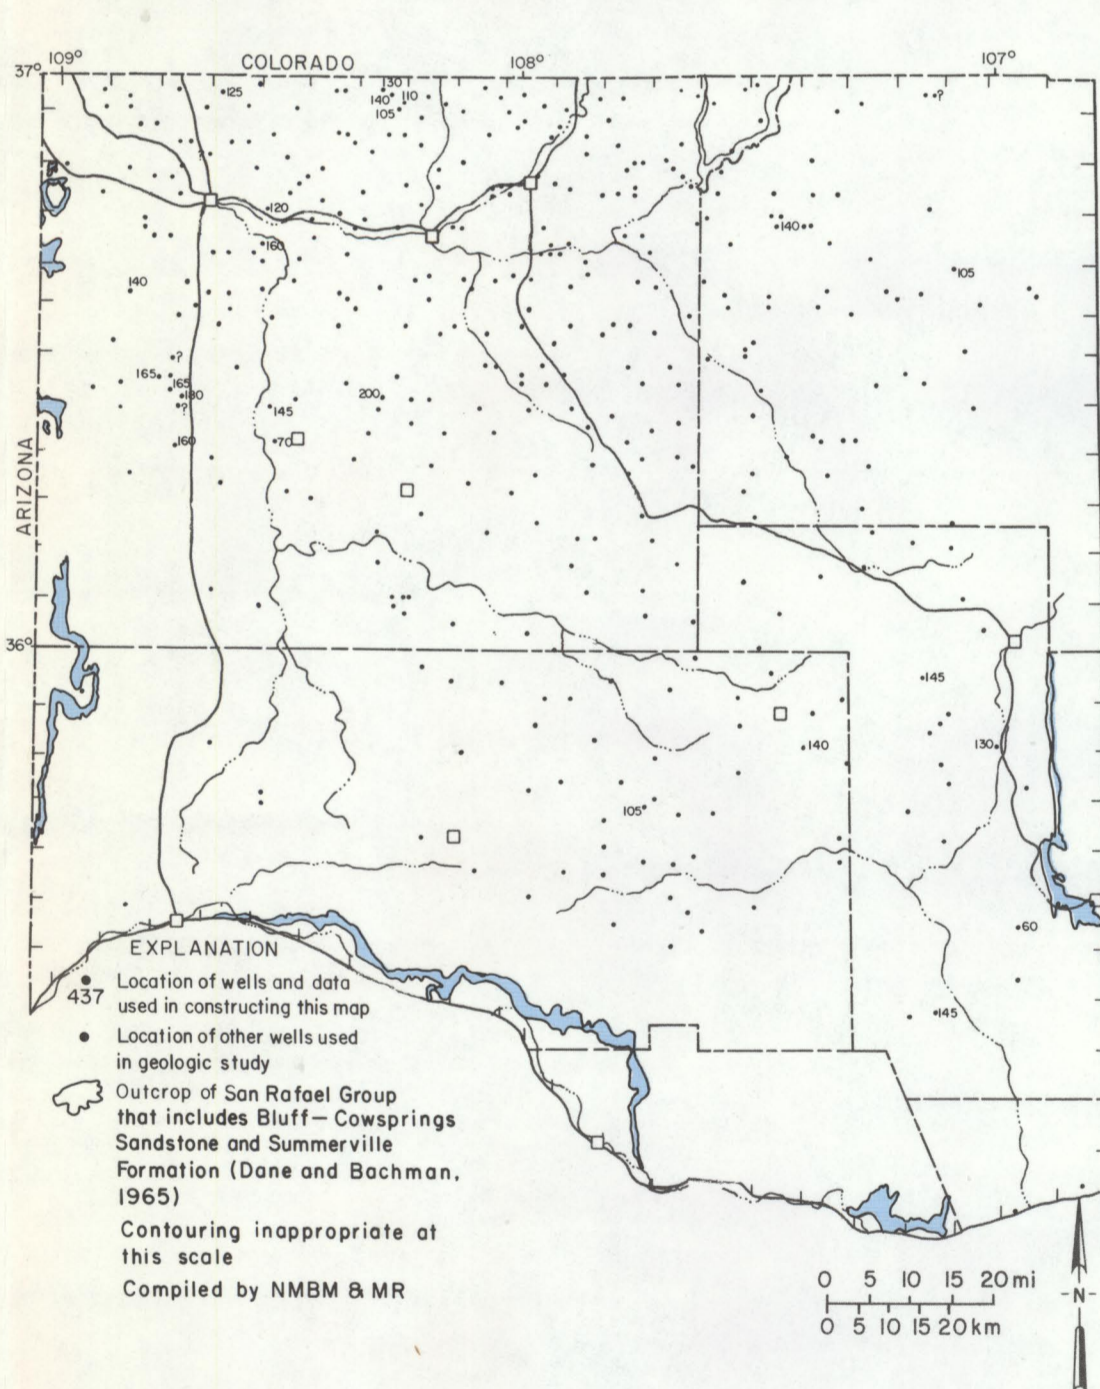 109°
COLORADO
108°
107°
37°
130
125
140
110
105
?
?
120
140
160
105
140
?
165
165
180
200
?
145
160
70
ARIZONA
36°
145
140
130
105
60
145
EXPLANATION
437
Location of wells and data
used in constructing this map
Location of other wells used
in geologic study
Outcrop of San Rafael Group
that includes Bluff—Cowsprings
Sandstone and Summerville
Formation (Dane and Bachman,
1965)
Contouring inappropriate at
this scale
Compiled by NMBM & MR
0 5 10 15 20 mi
0 5 10 15 20 km
-N-